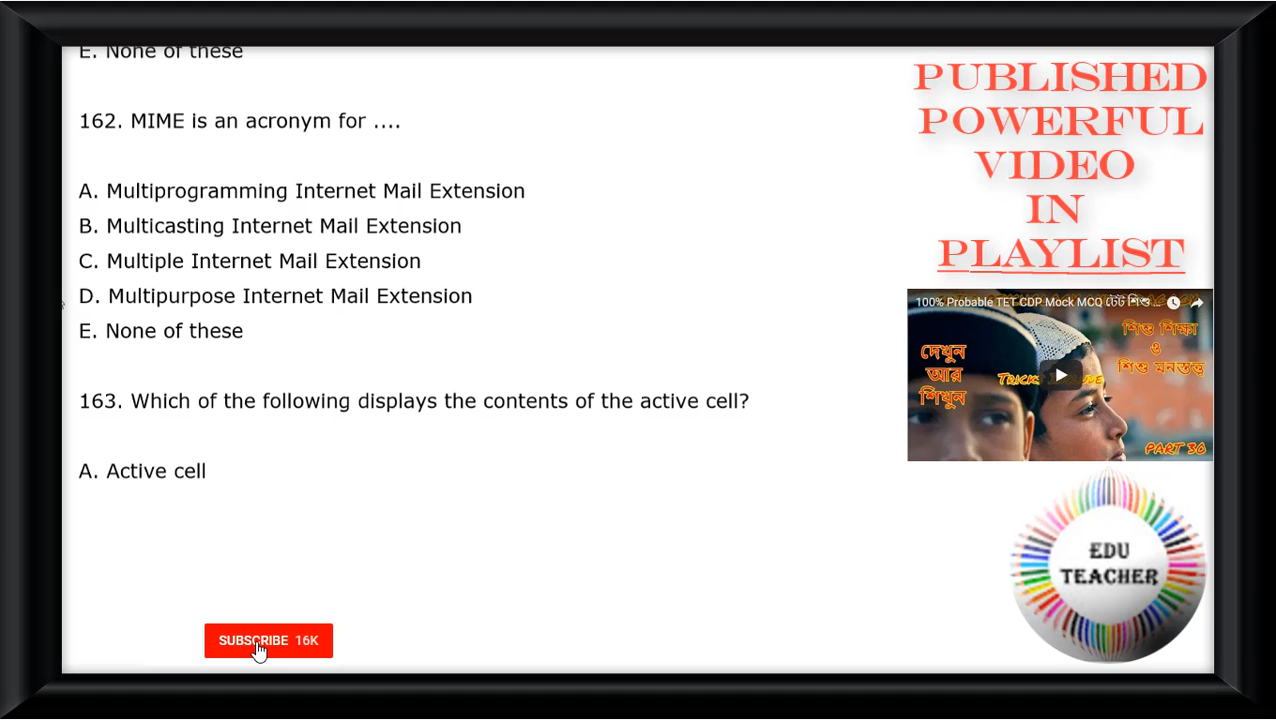 E. None of these
162. MIME is an acronym for ....
A. Multiprogramming Internet Mail Extension
B. Multicasting Internet Mail Extension
C. Multiple Internet Mail Extension
D. Multipurpose Internet Mail Extension
E. None of these
163. Which of the following displays the contents of the active cell?
A. Active cell
SUBSCRIBE 16K
PUBLISHED
POWERFUL
VIDEO
IN
PLAYLIST
100% Probable TET CDP Mock MCQ টেট শিশু ...
দেখুন
আর
শিখুন
শিশু শিক্ষা
ও
শিশু মনস্তত্ত্ব
PART 30
EDU
TEACHER